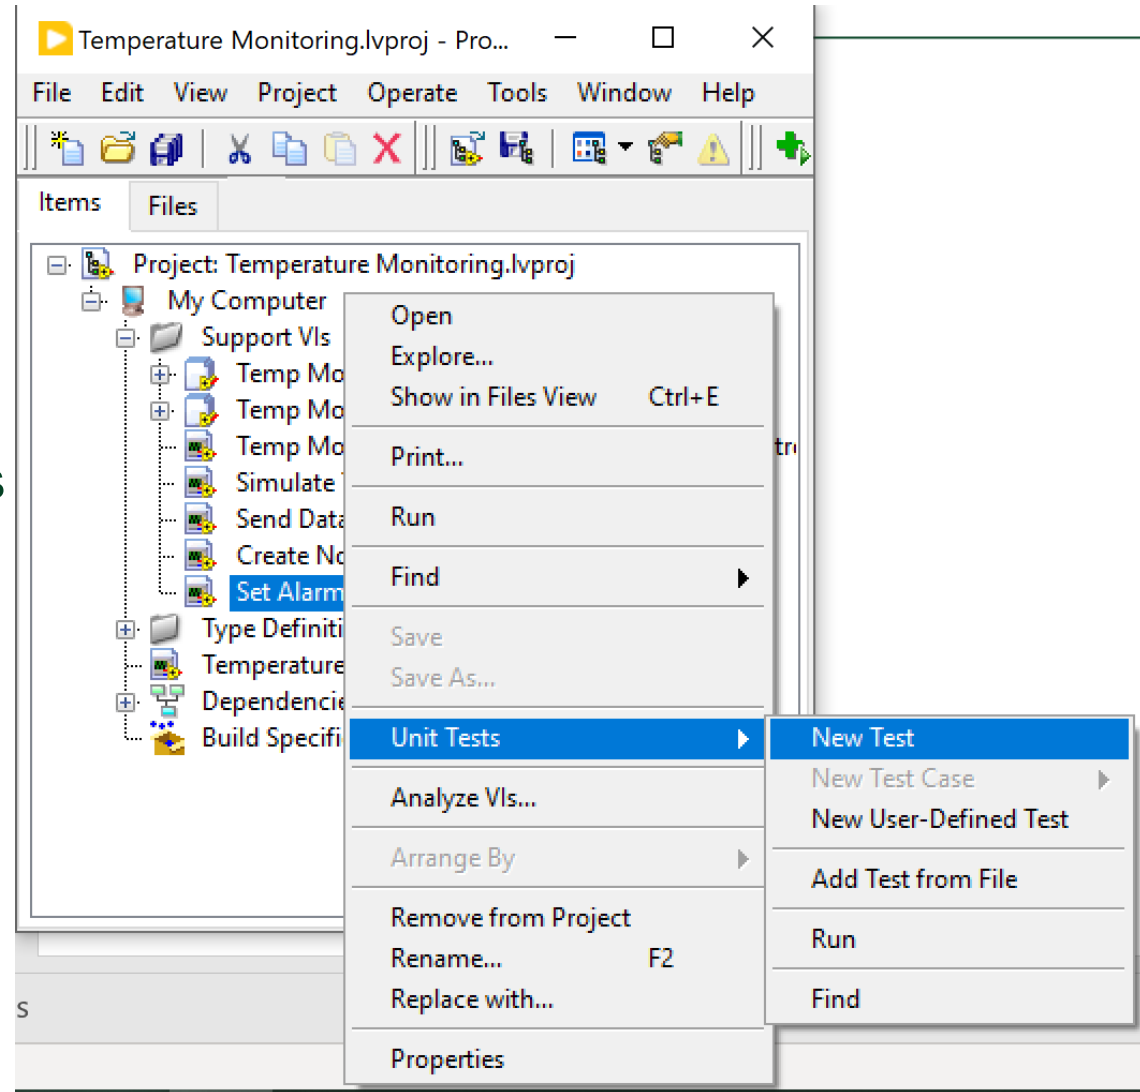 Temperature Monitoring.lvproj - Pro...
File Edit View Project Operate Tools Window Help
Items Files
Project: Temperature Monitoring.lvproj
My Computer
Support VIs
Temp Mo
Temp Mo
Temp Mo
tr
Simulate
Send Data
Create No
Set Alarm
Type Definiti
Temperature
Dependencie
Build Specifi
s
s
Open
Explore...
Show in Files View Ctrl+E
Print...
Run
Find
Save
Save As...
Unit Tests
Analyze VIs...
Arrange By
Remove from Project
Rename... F2
Replace with...
Properties
New Test
New Test Case
New User-Defined Test
Add Test from File
Run
Find